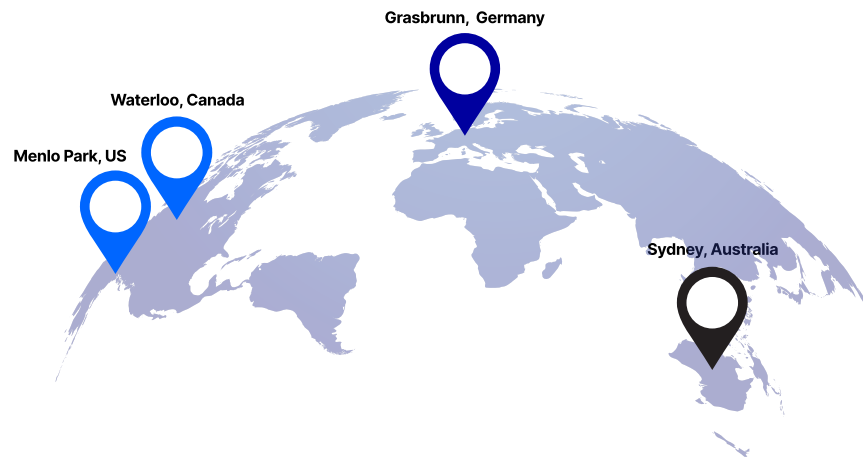 Grasbrunn, Germany
Waterloo, Canada
Menlo Park, US
Sydney, Australia